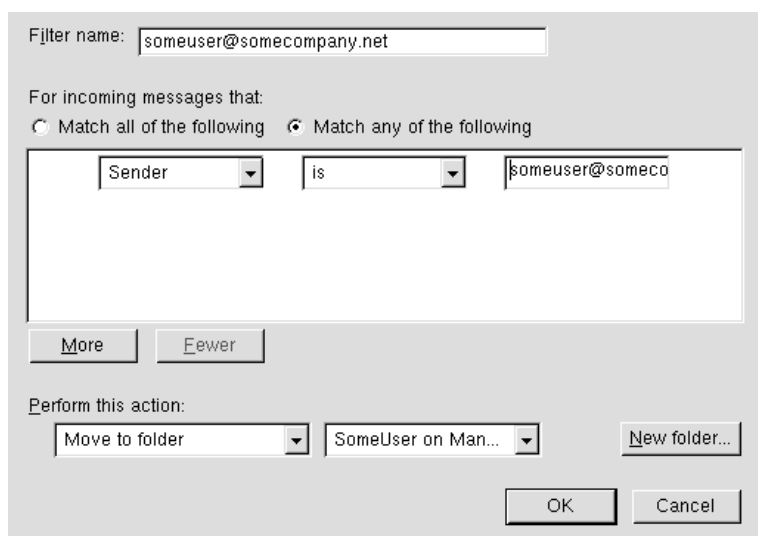 Filter name: someuser@somecompany.net
For incoming messages that:
Match all of the following Match any of the following
Sender is someuser@someco
More Fewer
Perform this action:
Move to folder SomeUser on Man... New folder...
OK Cancel